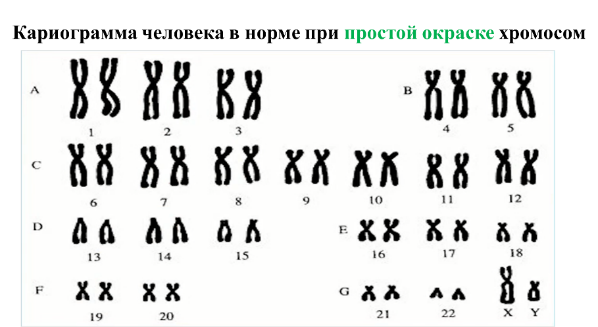 Кариограмма человека в норме при простой окраске хромосом
A 1 2 3 B 4 5
C 6 7 8 9 10 11 12
D 13 14 15 E 16 17 18
F 19 20 G 21 22 X Y